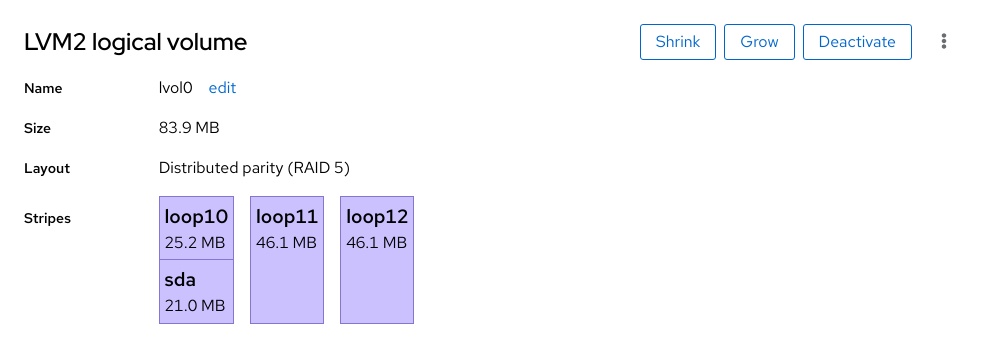 LVM2 logical volume
Shrink Grow Deactivate
Name lvol0 edit
Size 83.9 MB
Layout Distributed parity (RAID 5)
Stripes loop10 loop11 loop12
25.2 MB 46.1 MB 46.1 MB
sda
21.0 MB